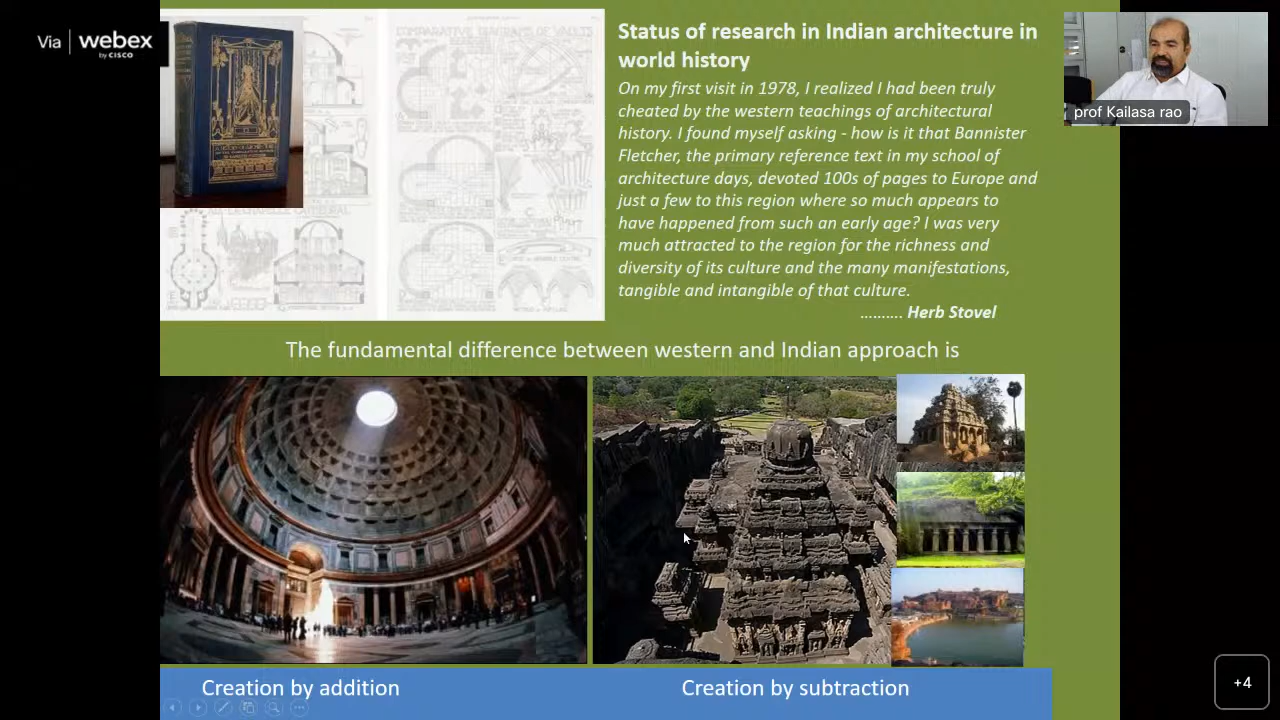 Via | webex
by CISCO
Status of research in Indian architecture in
world history
On my first visit in 1978, I realized I had been truly
cheated by the western teachings of architectural
history. I found myself asking - how is it that Bannister
Fletcher, the primary reference text in my school of
architecture days, devoted 100s of pages to Europe and
just a few to this region where so much appears to
have happened from such an early age? I was very
much attracted to the region for the richness and
diversity of its culture and the many manifestations,
tangible and intangible of that culture.
.......... Herb Stovel
prof Kailasa rao
COMPARATIVE DIAGRAMS OF VAULTS
CATHEDRAL
The fundamental difference between western and Indian approach is
Creation by addition
Creation by subtraction
+4